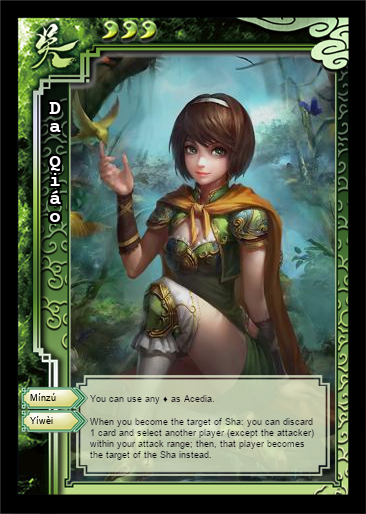 吴
Da Qiáo
Mínzú
You can use any ♦ as Acedia.
Yíwèi
When you become the target of Sha: you can discard
1 card and select another player (except the attacker)
within your attack range; then, that player becomes
the target of the Sha instead.